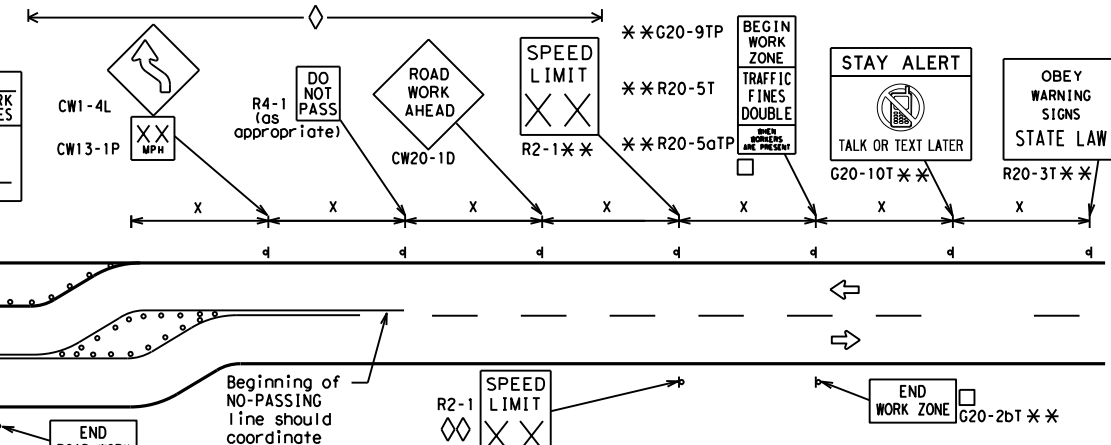 BEGIN
WORK
ZONE
TRAFFIC
FINES
DOUBLE
WHEN
WORKERS
ARE PRESENT
✳✳G20-9TP
✳✳R20-5T
✳✳R20-5aTP
CW1-4L
XX
MPH
CW13-1P
DO
NOT
PASS
R4-1
(as
appropriate)
ROAD
WORK
AHEAD
CW20-1D
SPEED
LIMIT
X X
R2-1✳✳
STAY ALERT
TALK OR TEXT LATER
G20-10T✳✳
OBEY
WARNING
SIGNS
STATE LAW
R20-3T✳✳
X X X X X X X
Beginning of
NO-PASSING
line should
coordinate
SPEED
LIMIT
X X
R2-1
END
WORK ZONE
G20-2bT✳✳
END